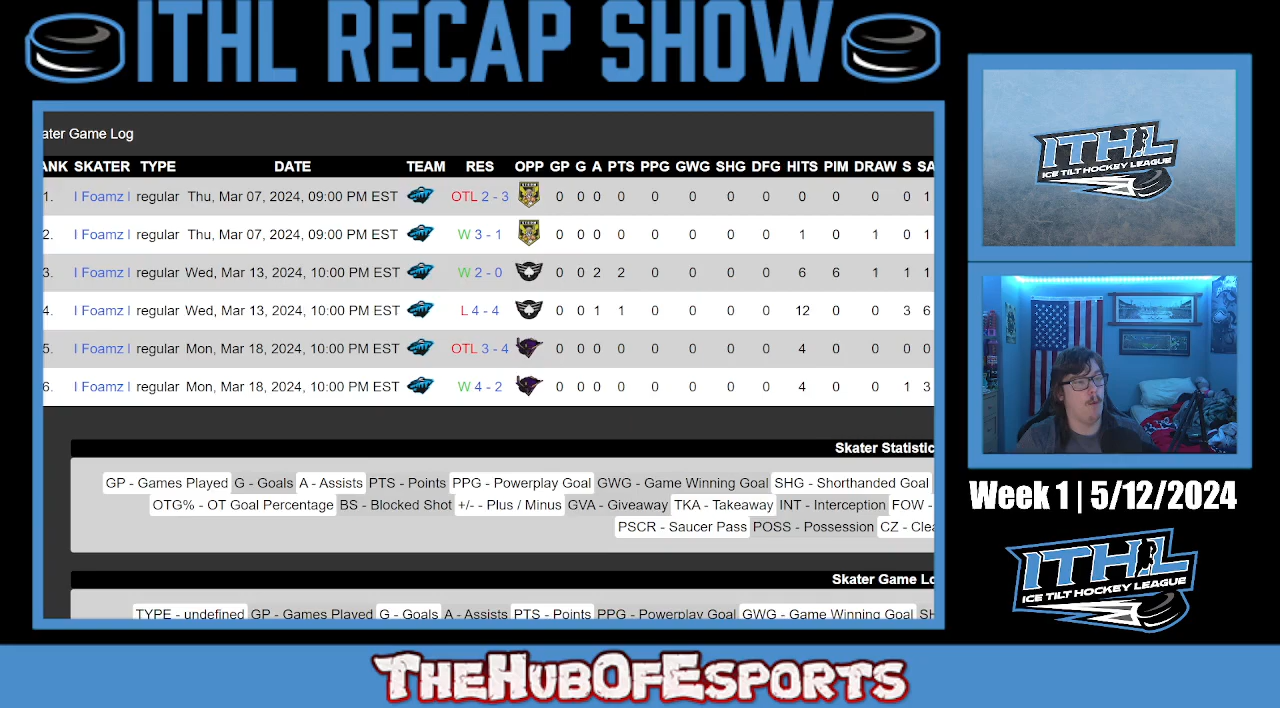 ITHL RECAP SHOW
ater Game Log
ANK SKATER TYPE DATE TEAM RES OPP GP G A PTS PPG GWG SHG DFG HITS PIM DRAW S SA
1. I Foamz I regular Thu, Mar 07, 2024, 09:00 PM EST OTL 2 - 3 0 0 0 0 0 0 0 0 0 0 0 0 1
2. I Foamz I regular Thu, Mar 07, 2024, 09:00 PM EST W 3 - 1 0 0 0 0 0 0 0 0 1 0 1 0 1
3. I Foamz I regular Wed, Mar 13, 2024, 10:00 PM EST W 2 - 0 0 0 2 2 0 0 0 0 6 6 1 1 1
4. I Foamz I regular Wed, Mar 13, 2024, 10:00 PM EST L 4 - 4 0 0 1 1 0 0 0 0 12 0 0 3 6
5. I Foamz I regular Mon, Mar 18, 2024, 10:00 PM EST OTL 3 - 4 0 0 0 0 0 0 0 0 4 0 0 0 0
6. I Foamz I regular Mon, Mar 18, 2024, 10:00 PM EST W 4 - 2 0 0 0 0 0 0 0 0 4 0 0 1 3
Skater Statistic
GP - Games Played G - Goals A - Assists PTS - Points PPG - Powerplay Goal GWG - Game Winning Goal SHG - Shorthanded Goal
OTG% - OT Goal Percentage BS - Blocked Shot +/- - Plus / Minus GVA - Giveaway TKA - Takeaway INT - Interception FOW -
PSCR - Saucer Pass POSS - Possession CZ - Clea
Skater Game Lo
TYPE - undefined GP - Games Played G - Goals A - Assists PTS - Points PPG - Powerplay Goal GWG - Game Winning Goal SH
ITHL
ICE TILT HOCKEY LEAGUE
Week 1 | 5/12/2024
ITHL
ICE TILT HOCKEY LEAGUE
TheHubOfEsports